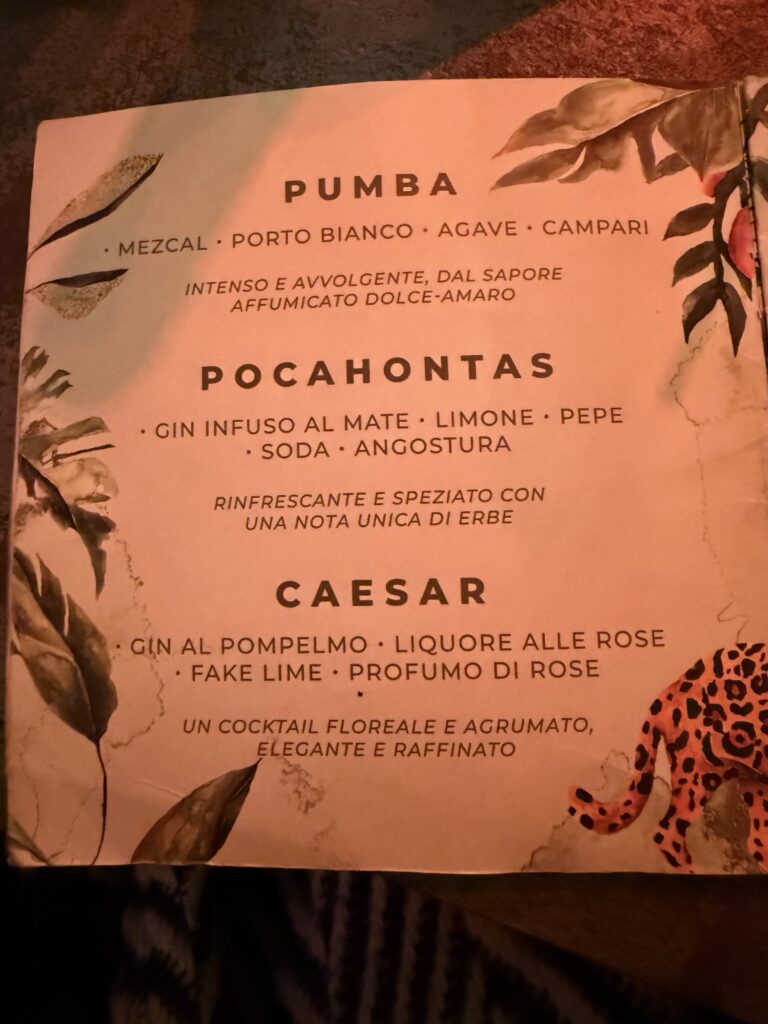 PUMBA
• MEZCAL • PORTO BIANCO • AGAVE • CAMPARI
INTENSO E AVVOLGENTE, DAL SAPORE
AFFUMICATO DOLCE-AMARO
POCAHONTAS
• GIN INFUSO AL MATE • LIMONE • PEPE
• SODA • ANGOSTURA
RINFRESCANTE E SPEZIATO CON
UNA NOTA UNICA DI ERBE
CAESAR
• GIN AL POMPELMO • LIQUORE ALLE ROSE
• FAKE LIME • PROFUMO DI ROSE
UN COCKTAIL FLOREALE E AGRUMATO,
ELEGANTE E RAFFINATO